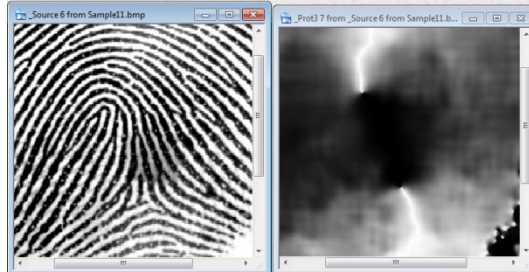 _Source 6 from Sample11.bmp
_Prot3 7 from _Source 6 from Sample11.b...